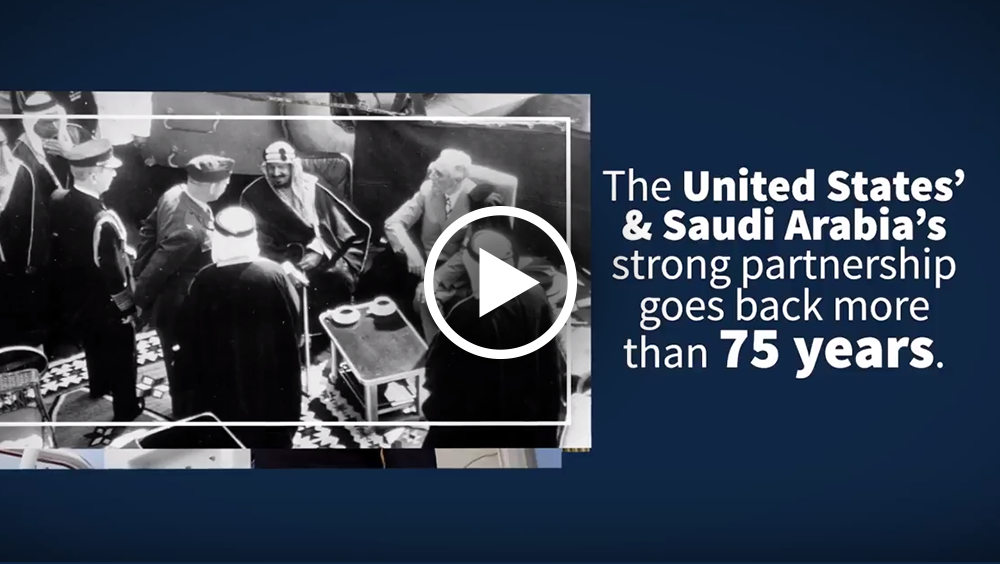 The United States’
& Saudi Arabia’s
strong partnership
goes back more
than 75 years.